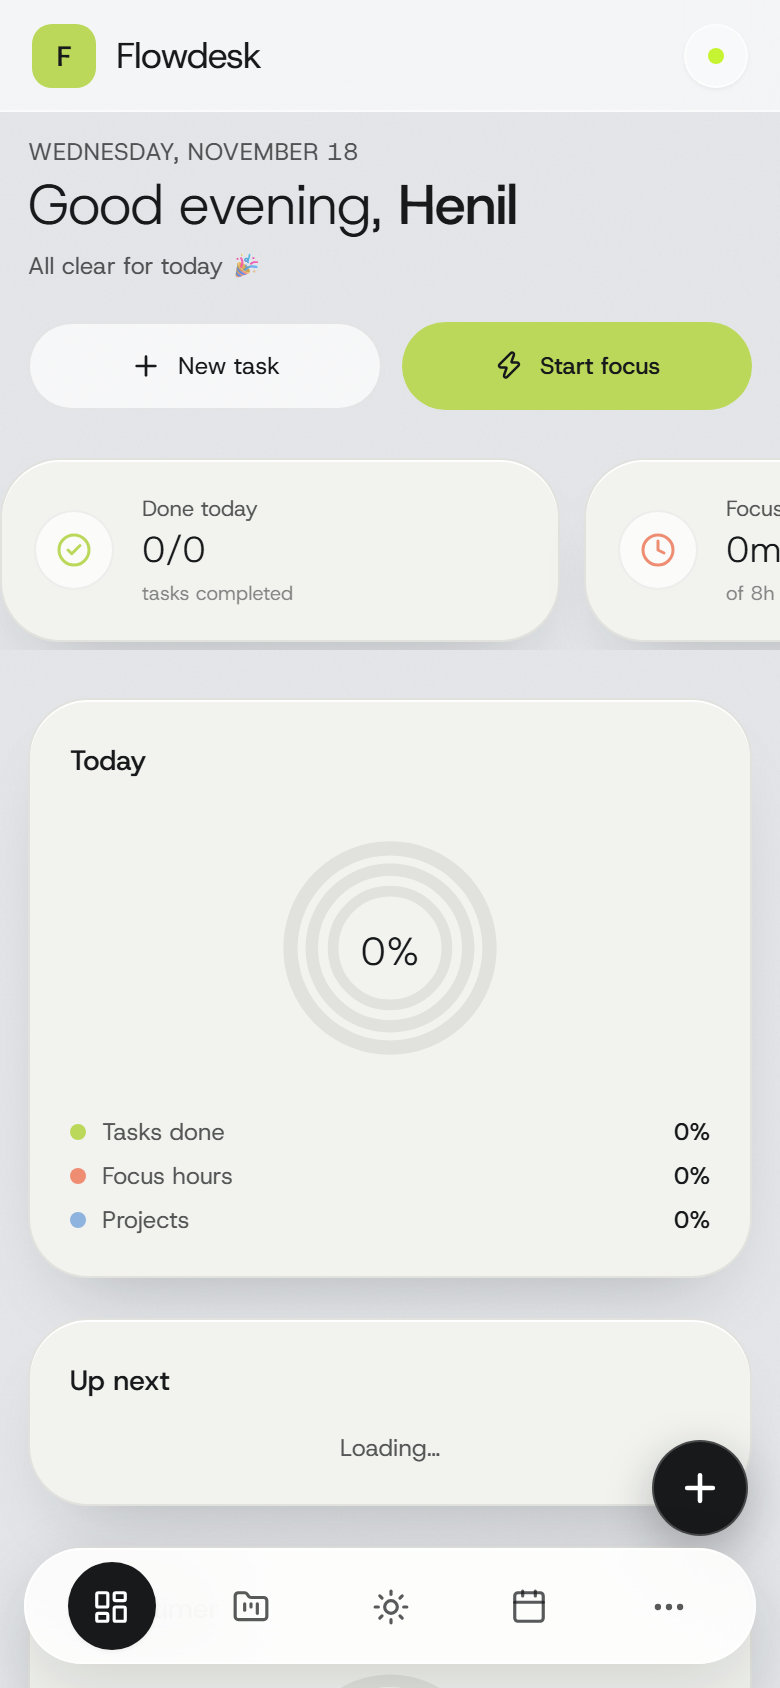 F Flowdesk
WEDNESDAY, NOVEMBER 18
Good evening, Henil
All clear for today 🎉
New task
Start focus
Done today
0/0
tasks completed
Focus
0m
of 8h
Today
0%
Tasks done 0%
Focus hours 0%
Projects 0%
Up next
Loading...